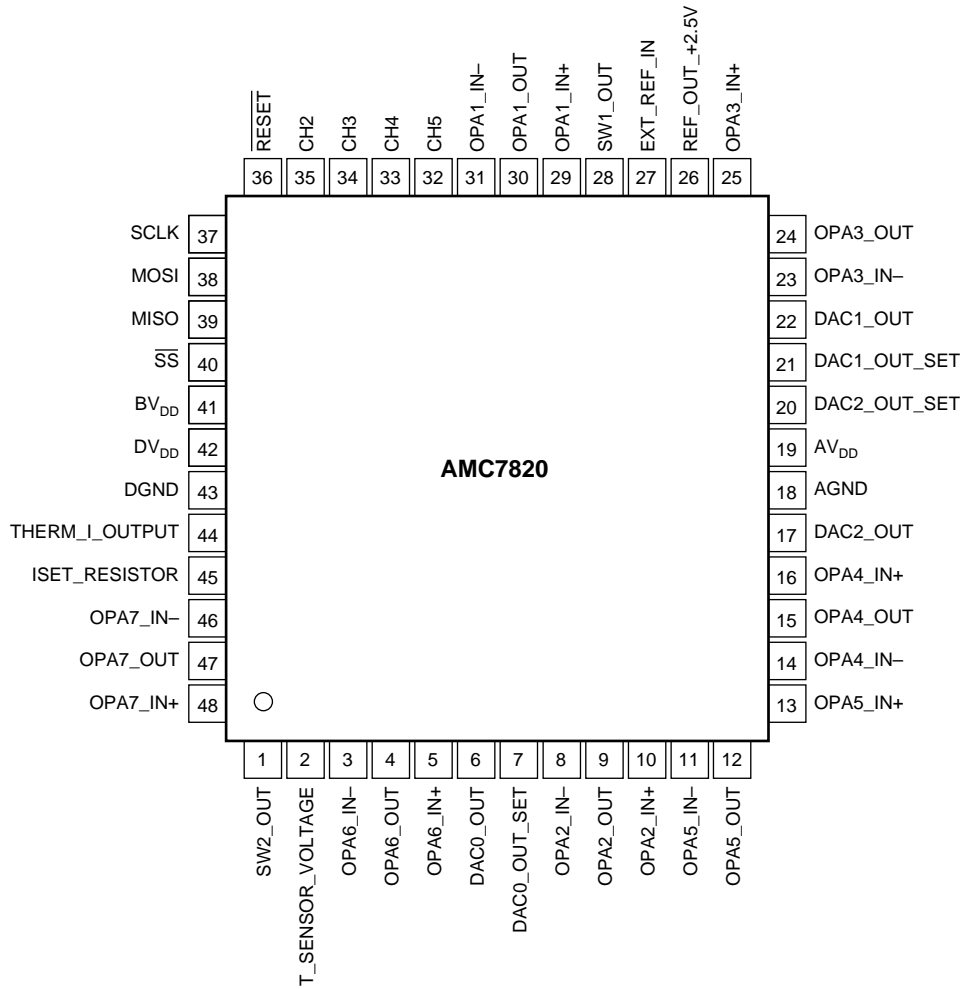 RESET
CH2
CH3
CH4
CH5
OPA1_IN–
OPA1_OUT
OPA1_IN+
SW1_OUT
EXT_REF_IN
REF_OUT_+2.5V
OPA3_IN+
36 35 34 33 32 31 30 29 28 27 26 25
SCLK 37
MOSI 38
MISO 39
SS 40
BVDD 41
DVDD 42
DGND 43
THERM_I_OUTPUT 44
ISET_RESISTOR 45
OPA7_IN– 46
OPA7_OUT 47
OPA7_IN+ 48
AMC7820
24 OPA3_OUT
23 OPA3_IN–
22 DAC1_OUT
21 DAC1_OUT_SET
20 DAC2_OUT_SET
19 AVDD
18 AGND
17 DAC2_OUT
16 OPA4_IN+
15 OPA4_OUT
14 OPA4_IN–
13 OPA5_IN+
1 2 3 4 5 6 7 8 9 10 11 12
SW2_OUT
T_SENSOR_VOLTAGE
OPA6_IN–
OPA6_OUT
OPA6_IN+
DAC0_OUT
DAC0_OUT_SET
OPA2_IN–
OPA2_OUT
OPA2_IN+
OPA5_IN–
OPA5_OUT